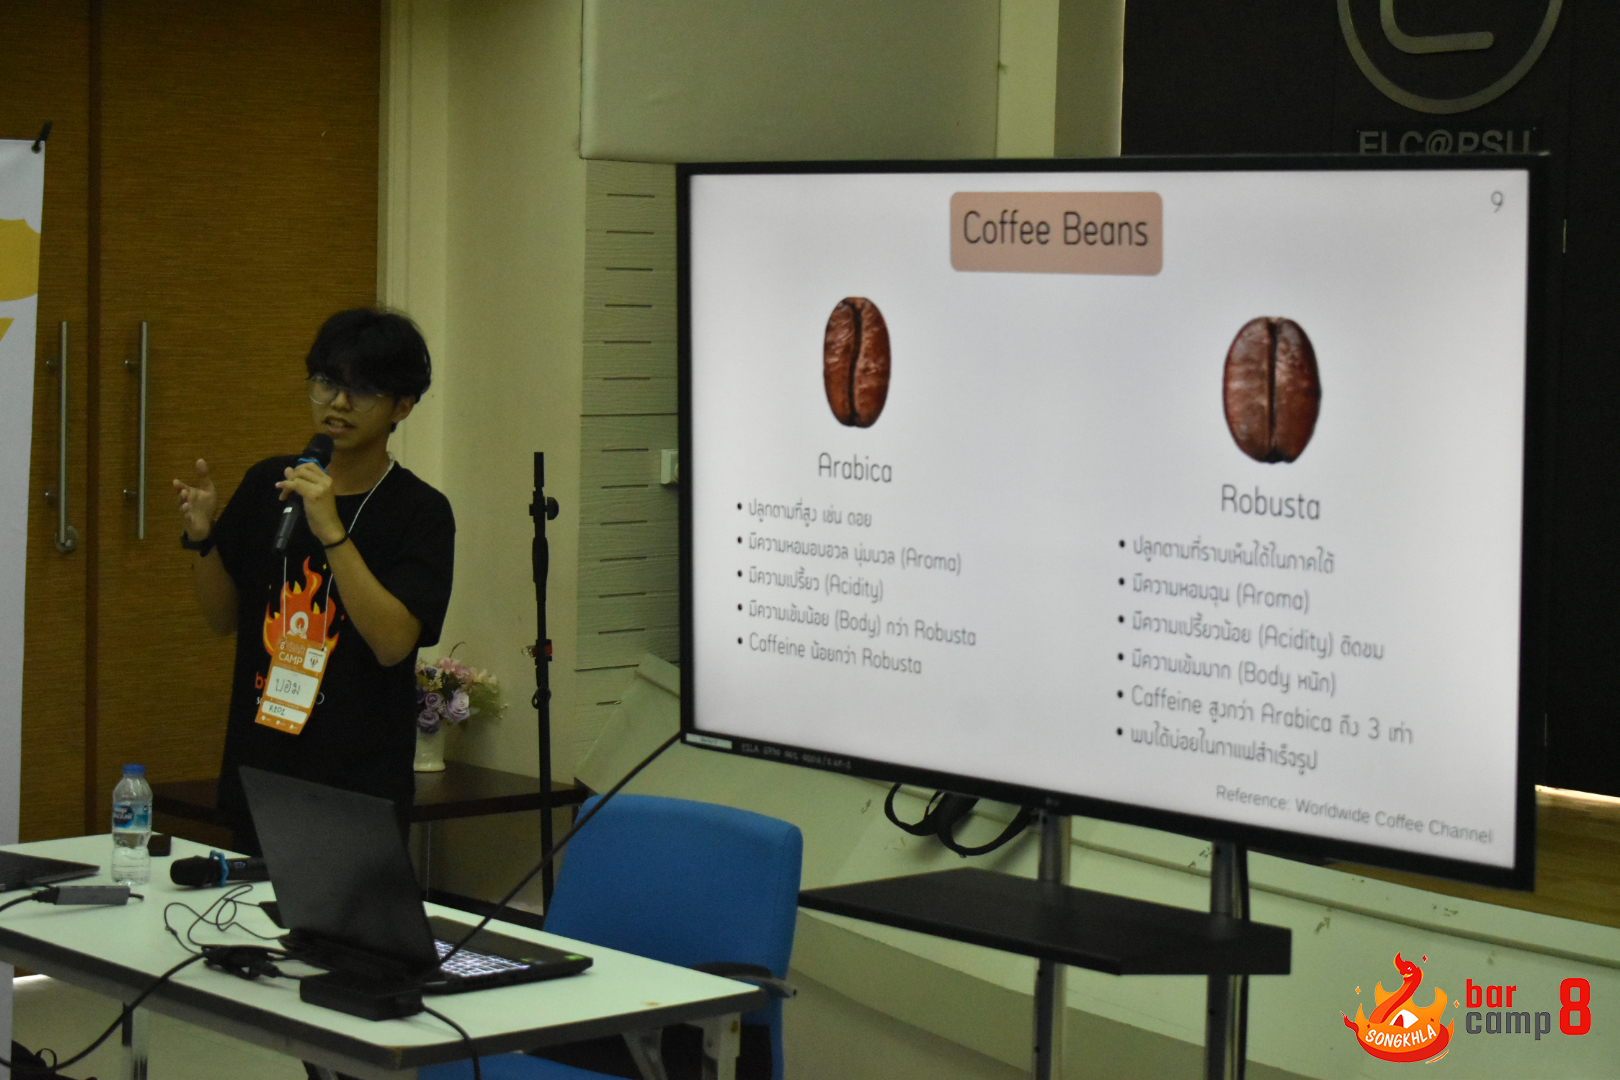 ELC@PSU
9
Coffee Beans
Arabica
• ปลูกตามที่สูง เช่น ดอย
• มีความหอมอบอวล นุ่มนวล (Aroma)
• มีความเปรี้ยว (Acidity)
• มีความเข้มน้อย (Body) กว่า Robusta
• Caffeine น้อยกว่า Robusta
Robusta
• ปลูกตามที่ราบเห็นได้ในภาคใต้
• มีความหอมฉุน (Aroma)
• มีความเปรี้ยวน้อย (Acidity) ติดขม
• มีความเข้มมาก (Body หนัก)
• Caffeine สูงกว่า Arabica ถึง 3 เท่า
• พบได้บ่อยในกาแฟสำเร็จรูป
Reference: Worldwide Coffee Channel
CAMP
บอม
SONGKHLA
bar
camp 8